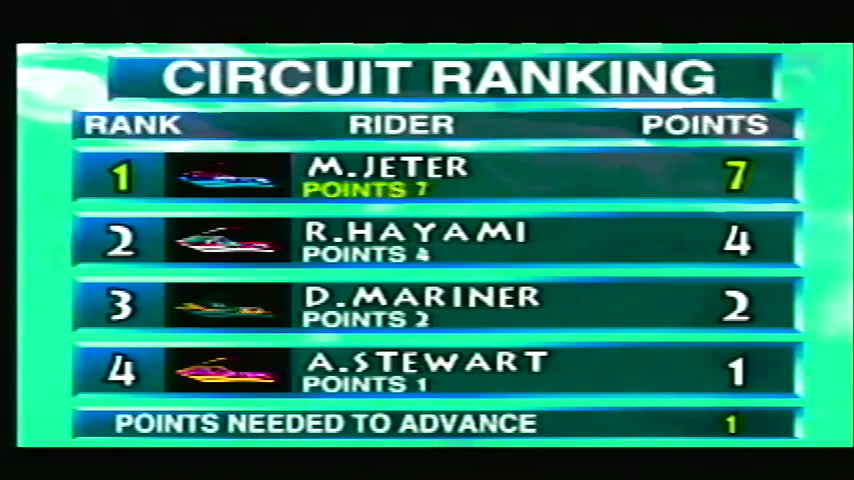 CIRCUIT RANKING
RANK RIDER POINTS
1 M.JETER 7
POINTS 7
2 R.HAYAMI 4
POINTS 4
3 D.MARINER 2
POINTS 2
4 A.STEWART 1
POINTS 1
POINTS NEEDED TO ADVANCE 1